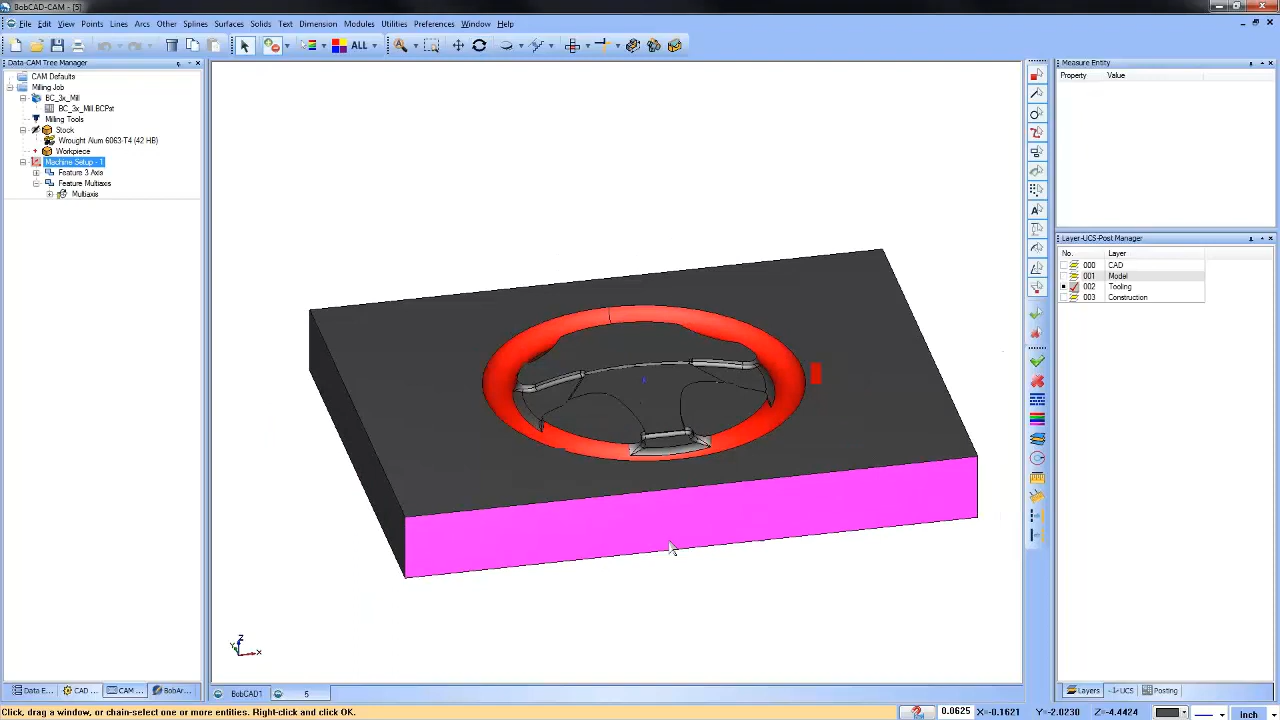 BobCAD-CAM - [5]
File Edit View Points Lines Arcs Other Splines Surfaces Solids Text Dimension Modules Utilities Preferences Window Help
ALL
Data-CAM Tree Manager
CAM Defaults
Milling Job
BC_3x_Mill
BC_3x_Mill.BCPst
Milling Tools
Stock
Wrought Alum 6063-T4 (42 HB)
Workpiece
Machine Setup - 1
Feature 3 Axis
Feature Multiaxis
Multiaxis
Measure Entity
Property Value
Layer-UCS-Post Manager
No. Layer
000 CAD
001 Model
002 Tooling
003 Construction
Z
Y
X
Data E...
CAD ...
CAM ...
BobAr...
BobCAD1
5
Layers
UCS
Posting
Click, drag a window, or chain-select one or more entities. Right-click and click OK.
0.0625 X=-0.1621 Y=-2.0230 Z=-4.4424 Inch